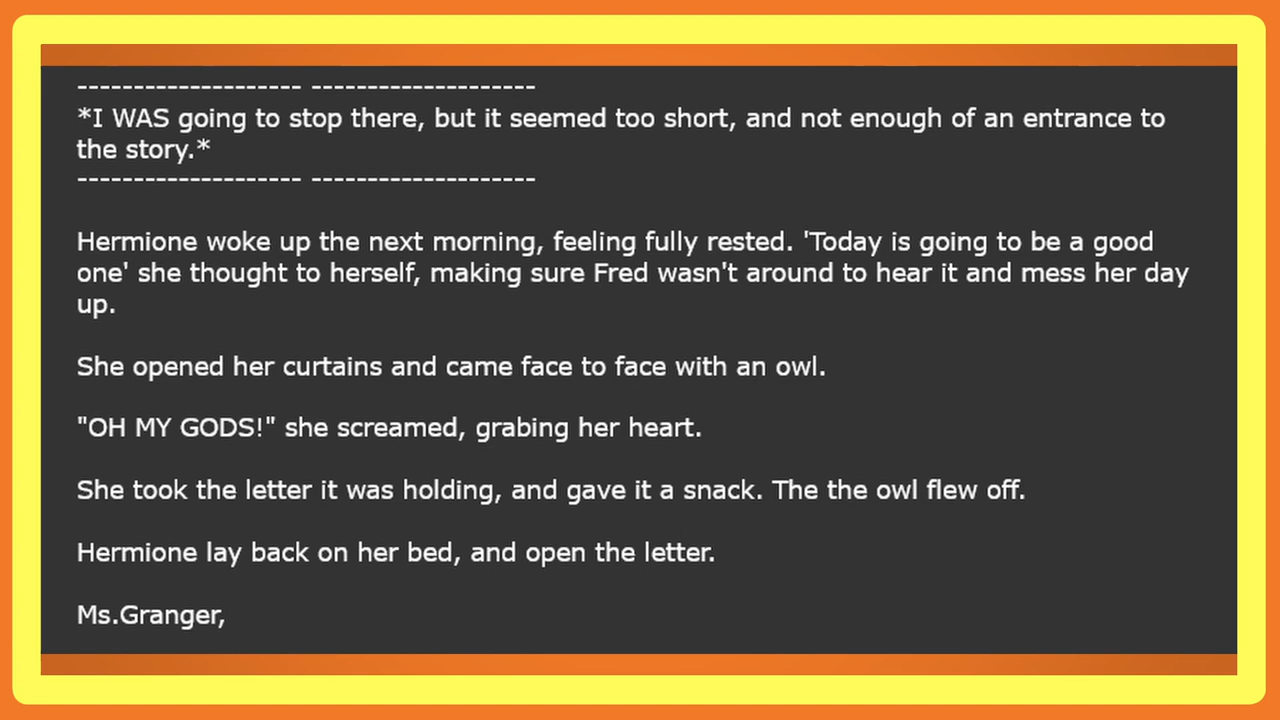 -------------------- --------------------
*I WAS going to stop there, but it seemed too short, and not enough of an entrance to
the story.*
-------------------- --------------------
Hermione woke up the next morning, feeling fully rested. 'Today is going to be a good
one' she thought to herself, making sure Fred wasn't around to hear it and mess her day
up.
She opened her curtains and came face to face with an owl.
"OH MY GODS!" she screamed, grabing her heart.
She took the letter it was holding, and gave it a snack. The the owl flew off.
Hermione lay back on her bed, and open the letter.
Ms.Granger,